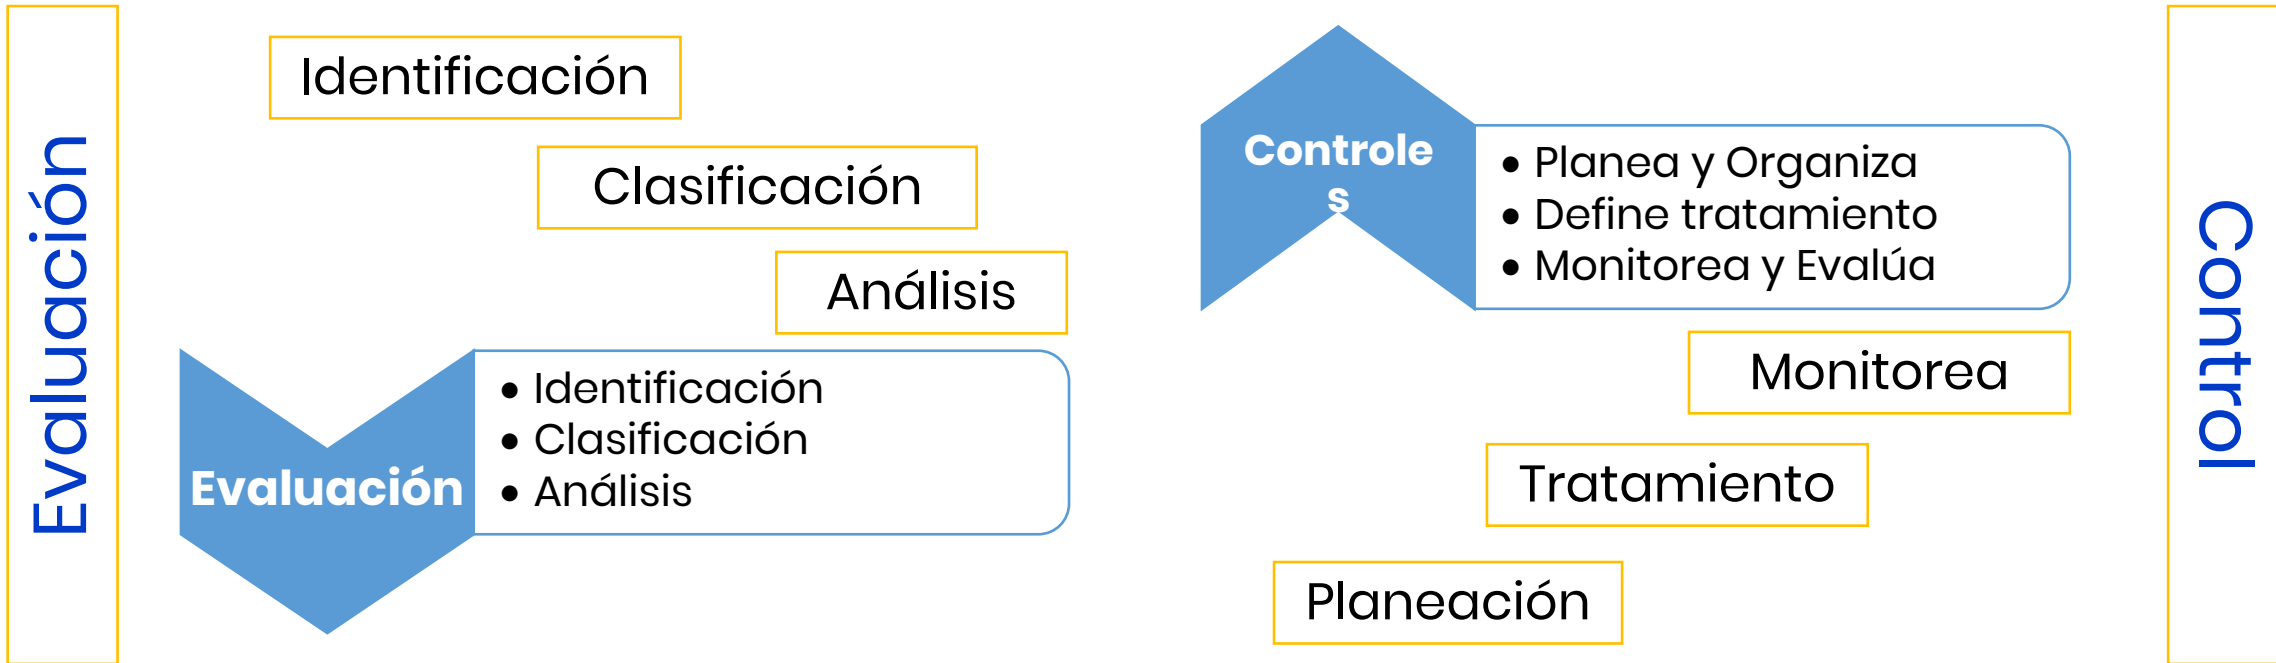 Evaluación
Identificación
Clasificación
Análisis
Evaluación
• Identificación
• Clasificación
• Análisis
Controle
s
• Planea y Organiza
• Define tratamiento
• Monitorea y Evalúa
Monitorea
Tratamiento
Planeación
Control